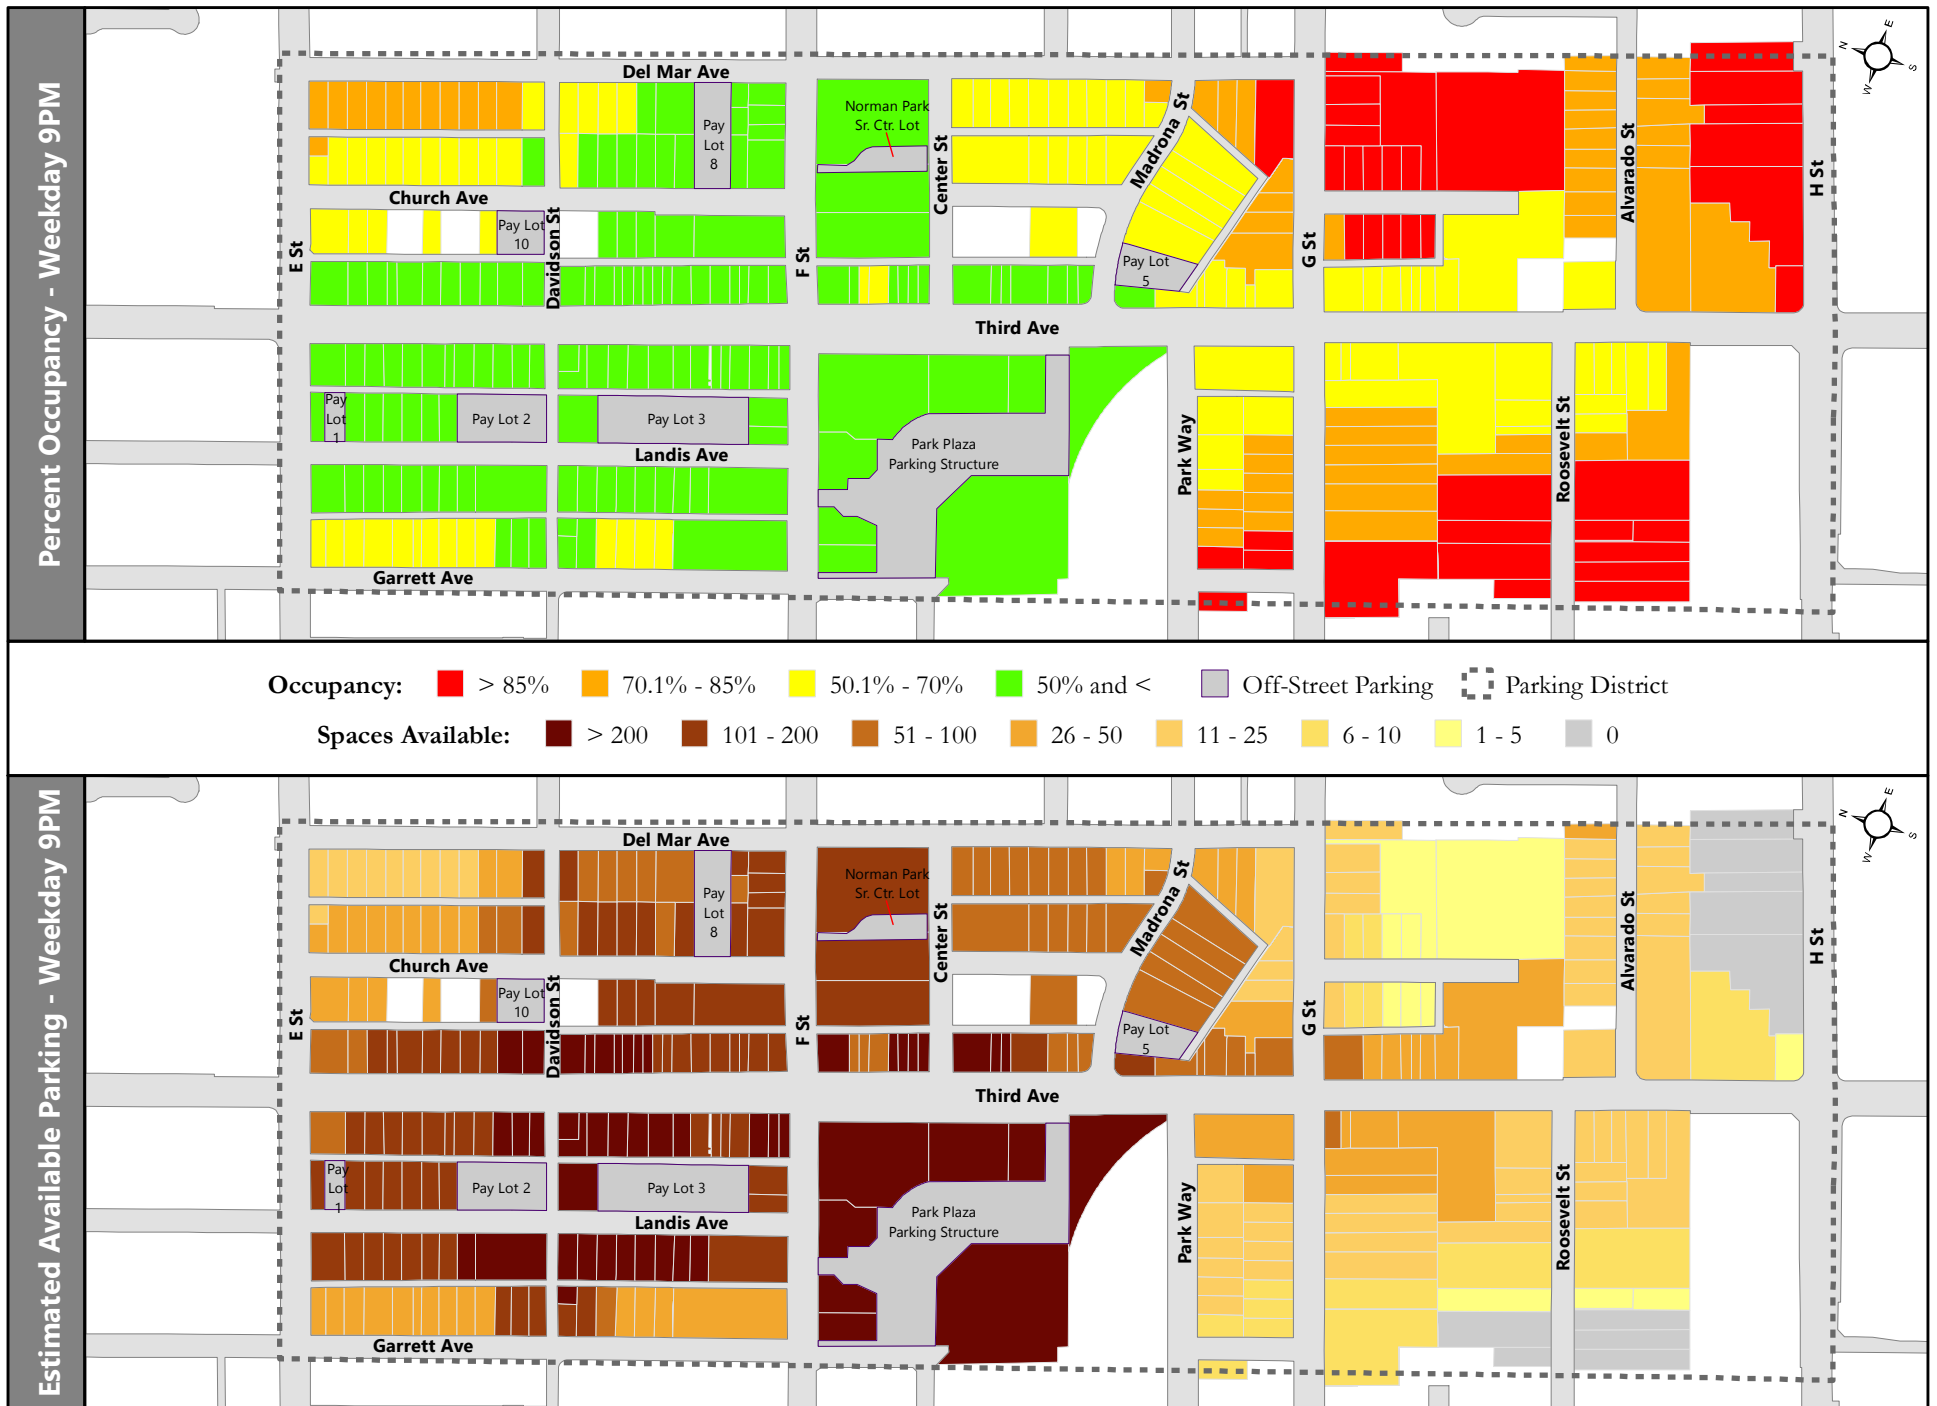 Percent Occupancy - Weekday 9PM
N
E
S
W
Del Mar Ave
Norman Park
Sr. Ctr. Lot
Pay
Lot
8
Madrona St
Center St
Alvarado St
H St
Church Ave
Pay Lot
10
Davidson St
E St
F St
G St
Pay Lot
5
Third Ave
Pay
Lot
1
Pay Lot 2
Pay Lot 3
Landis Ave
Park Plaza
Parking Structure
Park Way
Roosevelt St
Garrett Ave
Occupancy: > 85% 70.1% - 85% 50.1% - 70% 50% and < Off-Street Parking Parking District
Spaces Available: > 200 101 - 200 51 - 100 26 - 50 11 - 25 6 - 10 1 - 5 0
Estimated Available Parking - Weekday 9PM
N
E
S
W
Del Mar Ave
Norman Park
Sr. Ctr. Lot
Pay
Lot
8
Madrona St
Center St
Alvarado St
H St
Church Ave
Pay Lot
10
Davidson St
E St
F St
G St
Pay Lot
5
Third Ave
Pay
Lot
1
Pay Lot 2
Pay Lot 3
Landis Ave
Park Plaza
Parking Structure
Park Way
Roosevelt St
Garrett Ave